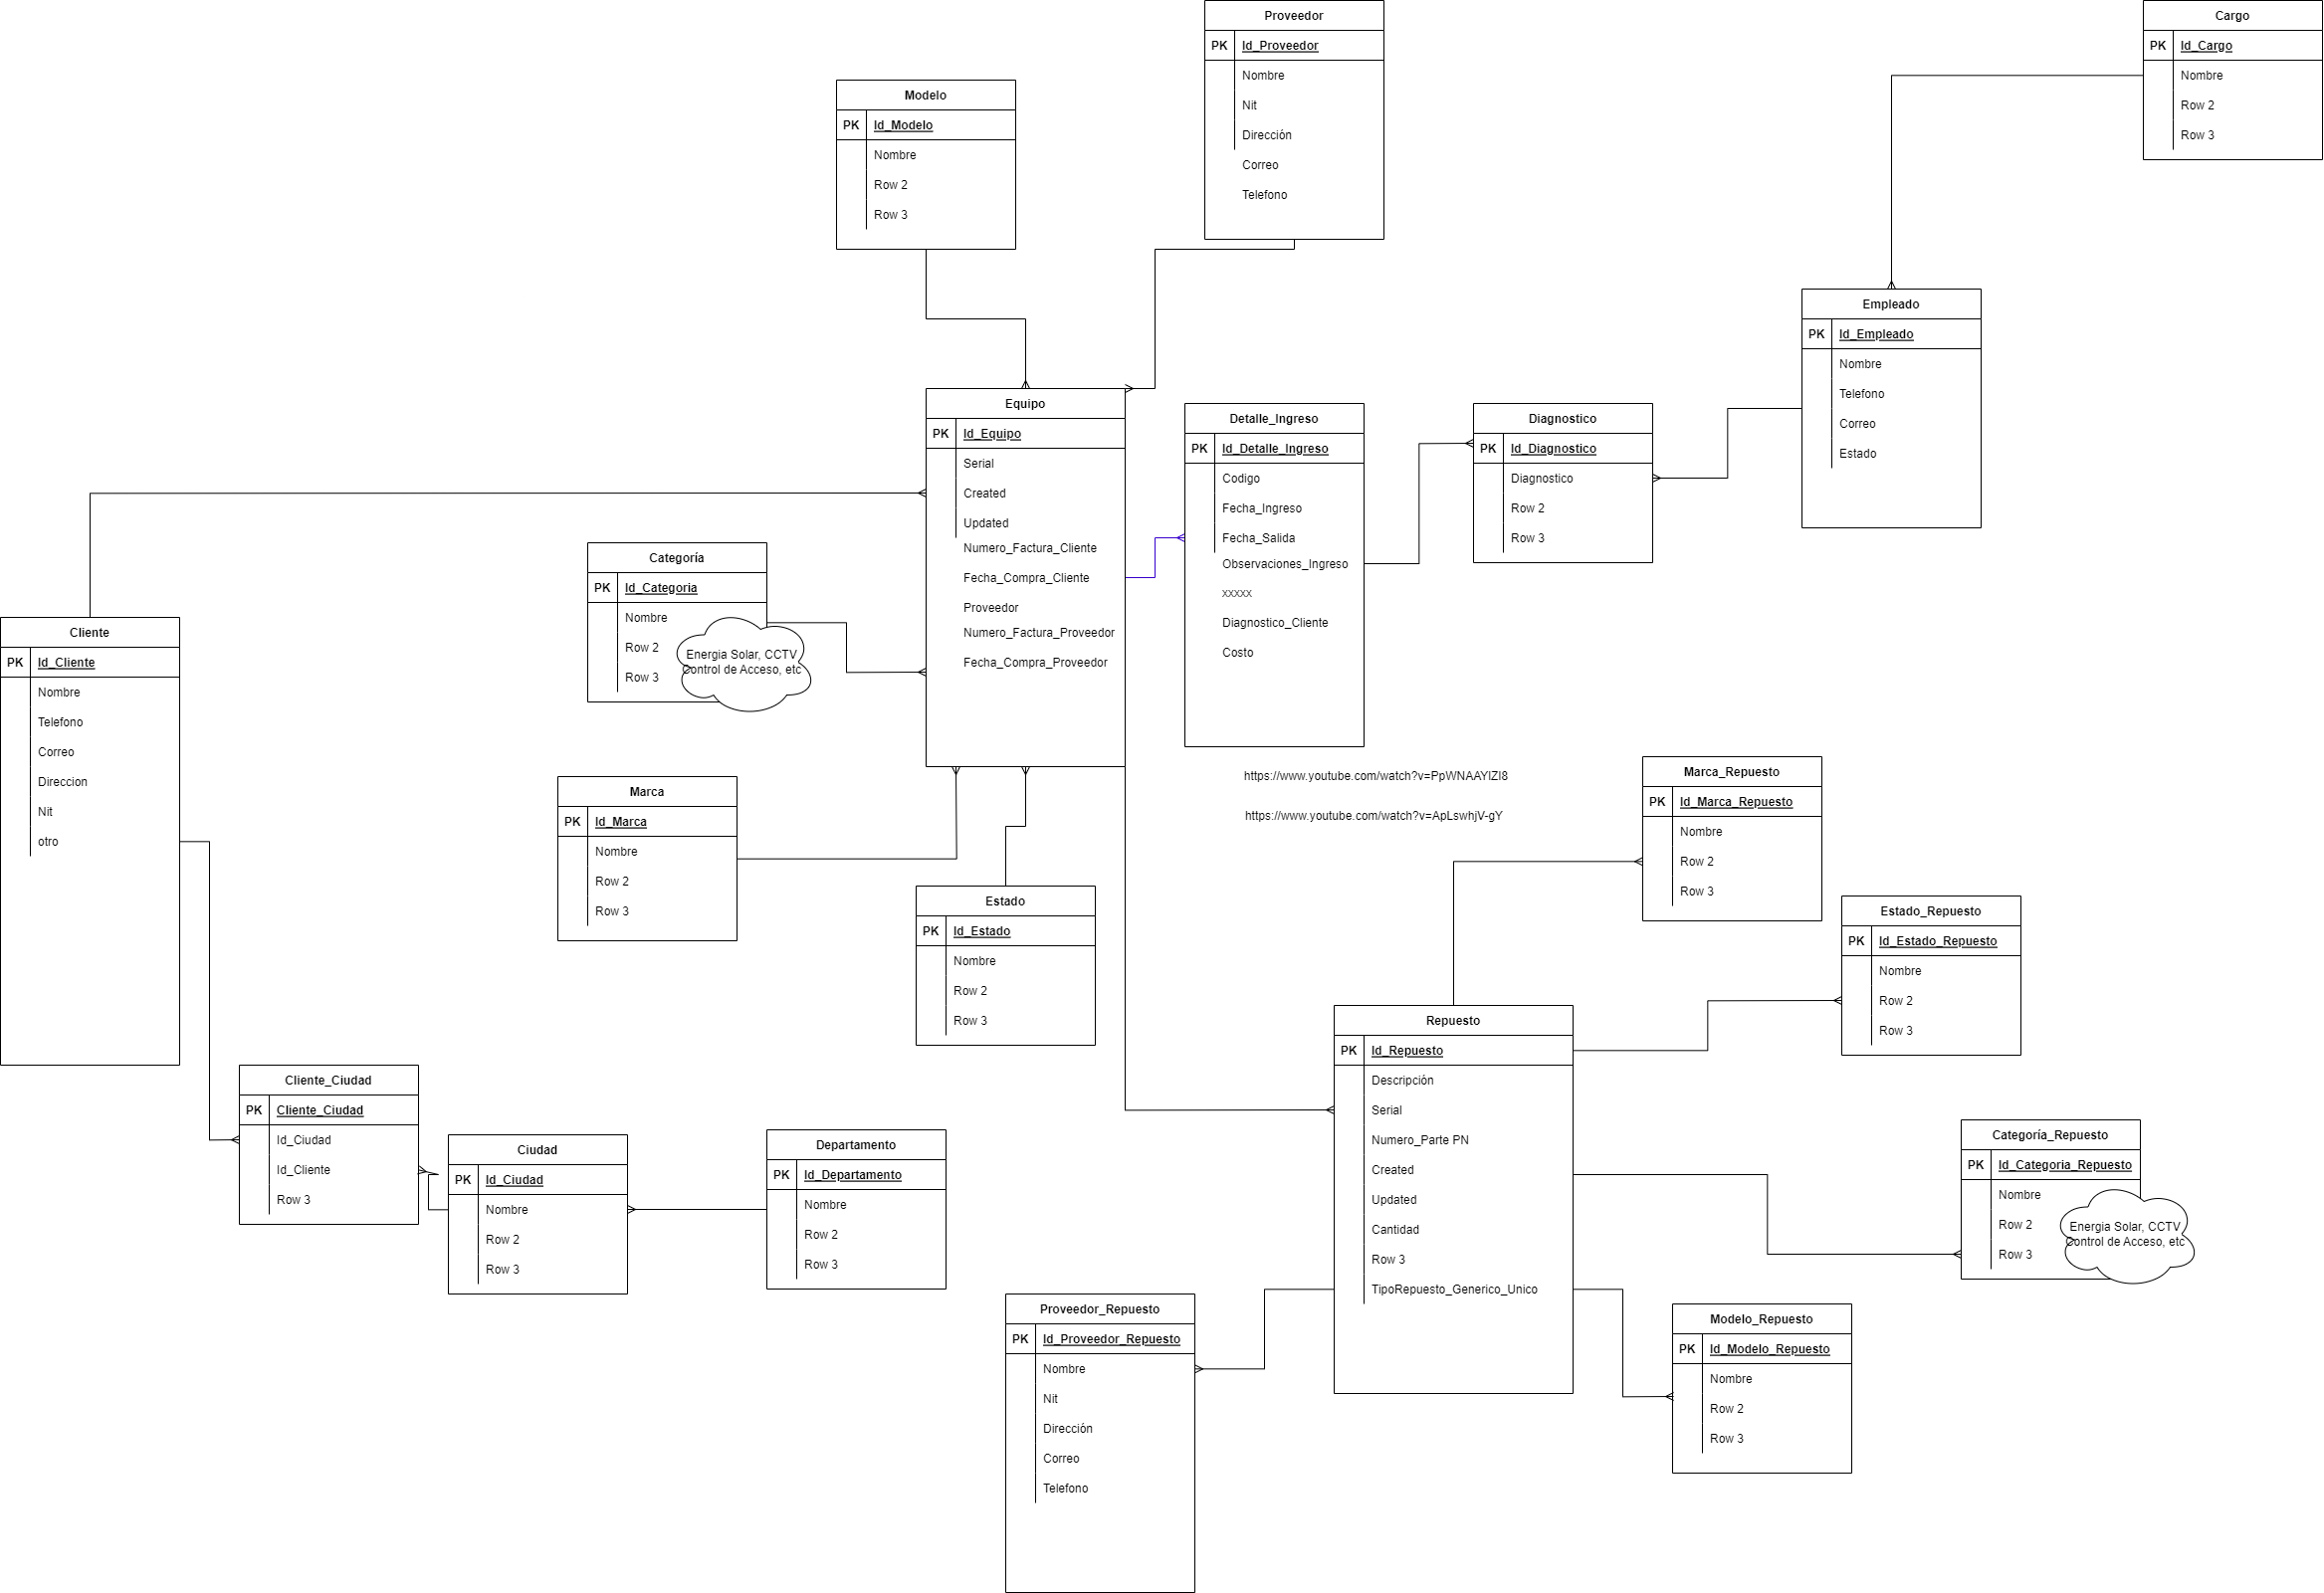 Proveedor
PK Id_Proveedor
Nombre
Nit
Dirección
Correo
Telefono
Cargo
PK Id_Cargo
Nombre
Row 2
Row 3
Modelo
PK Id_Modelo
Nombre
Row 2
Row 3
Empleado
PK Id_Empleado
Nombre
Telefono
Correo
Estado
Equipo
PK Id_Equipo
Serial
Created
Updated
Numero_Factura_Cliente
Fecha_Compra_Cliente
Proveedor
Numero_Factura_Proveedor
Fecha_Compra_Proveedor
Detalle_Ingreso
PK Id_Detalle_Ingreso
Codigo
Fecha_Ingreso
Fecha_Salida
Observaciones_Ingreso
xxxxx
Diagnostico_Cliente
Costo
Diagnostico
PK Id_Diagnostico
Diagnostico
Row 2
Row 3
Categoría
PK Id_Categoria
Nombre
Row 2
Row 3
Energia Solar, CCTV
Control de Acceso, etc
Cliente
PK Id_Cliente
Nombre
Telefono
Correo
Direccion
Nit
otro
Marca
PK Id_Marca
Nombre
Row 2
Row 3
https://www.youtube.com/watch?v=PpWNAAYIZI8
https://www.youtube.com/watch?v=ApLswhjV-gY
Marca_Repuesto
PK Id_Marca_Repuesto
Nombre
Row 2
Row 3
Estado
PK Id_Estado
Nombre
Row 2
Row 3
Estado_Repuesto
PK Id_Estado_Repuesto
Nombre
Row 2
Row 3
Repuesto
PK Id_Repuesto
Descripción
Serial
Numero_Parte PN
Created
Updated
Cantidad
Row 3
TipoRepuesto_Generico_Unico
Cliente_Ciudad
PK Cliente_Ciudad
Id_Ciudad
Id_Cliente
Row 3
Ciudad
PK Id_Ciudad
Nombre
Row 2
Row 3
Departamento
PK Id_Departamento
Nombre
Row 2
Row 3
Categoría_Repuesto
PK Id_Categoria_Repuesto
Nombre
Row 2
Row 3
Energia Solar, CCTV
Control de Acceso, etc
Proveedor_Repuesto
PK Id_Proveedor_Repuesto
Nombre
Nit
Dirección
Correo
Telefono
Modelo_Repuesto
PK Id_Modelo_Repuesto
Nombre
Row 2
Row 3